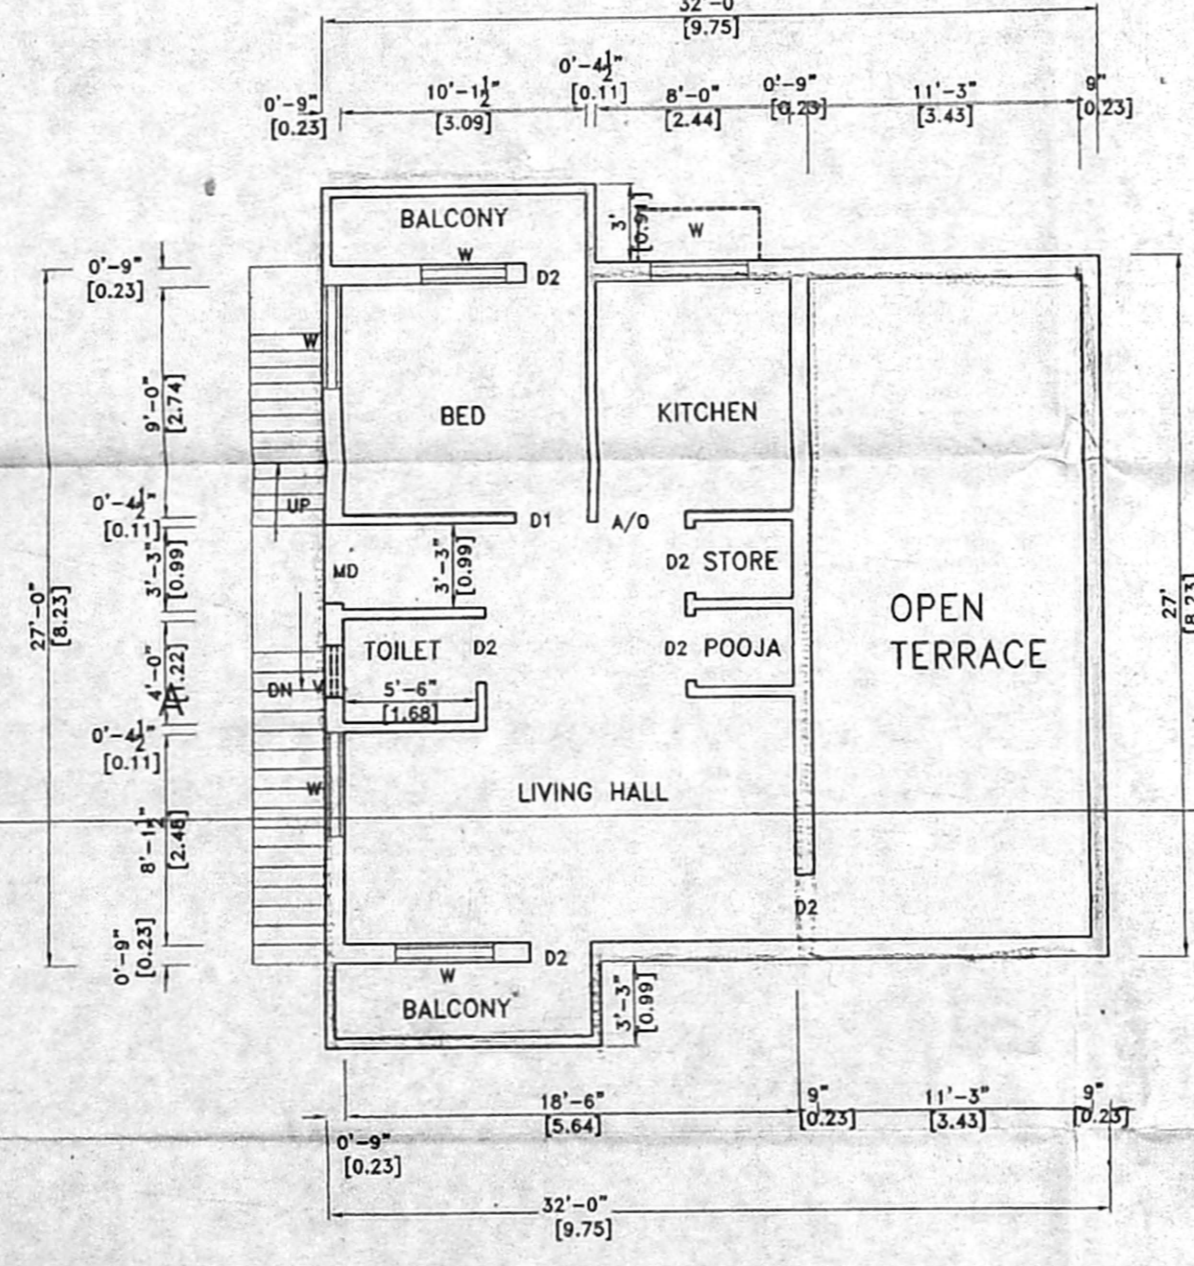 32'-0
[9.75]
0'-9"
[0.23]
10'-1½"
[3.09]
0'-4½"
[0.11]
8'-0"
[2.44]
0'-9"
[0.23]
11'-3"
[3.43]
9"
[0.23]
BALCONY
W
D2
3'
[0.91]
W
0'-9"
[0.23]
W
9'-0"
[2.74]
BED
KITCHEN
0'-4½"
[0.11]
UP
D1
A/O
3'-3"
[0.99]
MD
3'-3"
[0.99]
D2 STORE
27'-0"
[8.23]
27'
[8.23
OPEN
TERRACE
TOILET
D2
D2 POOJA
4'-0"
1.22]
A
DN
V
5'-6"
[1.68]
0'-4½"
[0.11]
W
LIVING HALL
8'-1½"
[2.48]
D2
0'-9"
[0.23]
W
D2
BALCONY
3'-3"
[0.99]
18'-6"
[5.64]
9"
[0.23]
11'-3"
[3.43]
9"
[0.23]
0'-9"
[0.23]
32'-0"
[9.75]